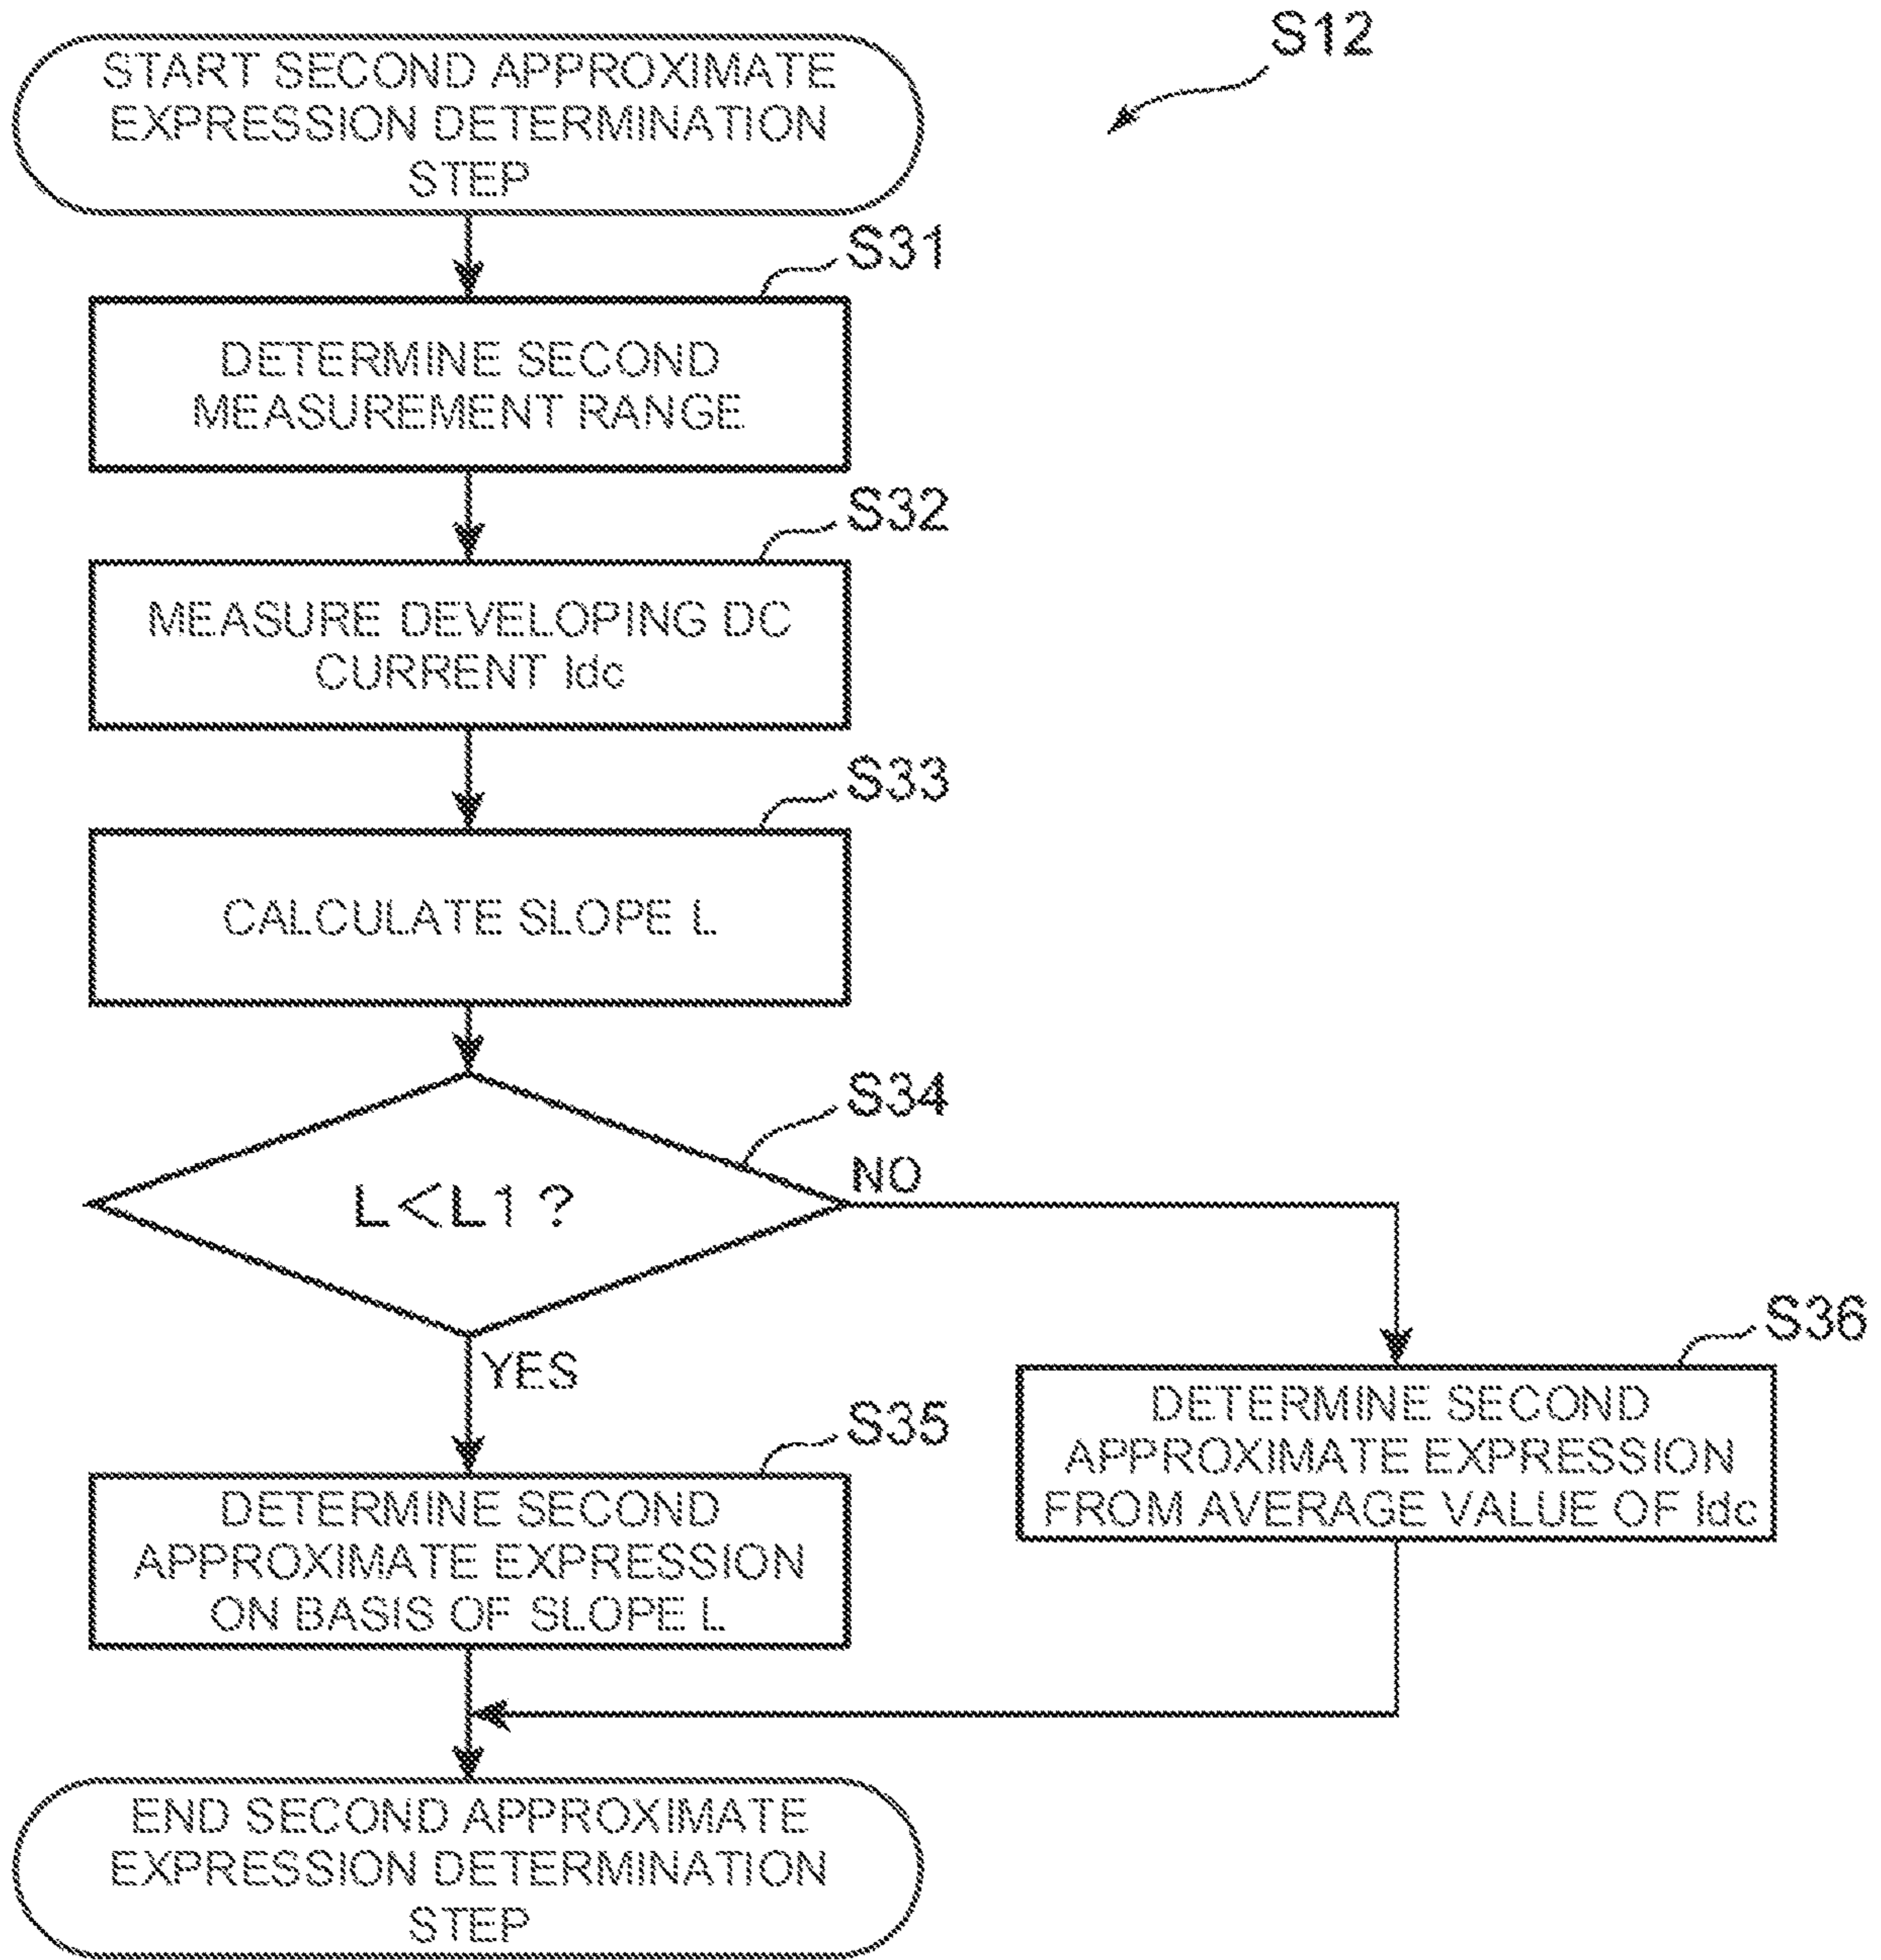 S12
START SECOND APPROXIMATE
EXPRESSION DETERMINATION
STEP
S31
DETERMINE SECOND
MEASUREMENT RANGE
S32
MEASURE DEVELOPING DC
CURRENT Idc
S33
CALCULATE SLOPE L
S34
L<L1?
NO
YES
S36
DETERMINE SECOND
APPROXIMATE EXPRESSION
FROM AVERAGE VALUE OF Idc
S35
DETERMINE SECOND
APPROXIMATE EXPRESSION
ON BASIS OF SLOPE L
END SECOND APPROXIMATE
EXPRESSION DETERMINATION
STEP